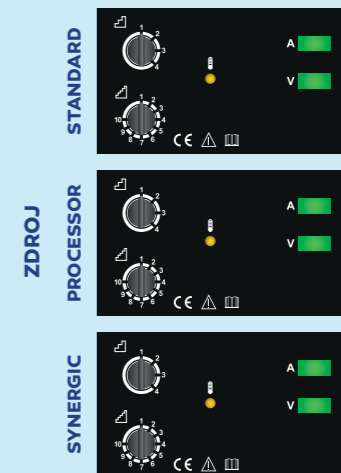 ZDROJ
STANDARD
1 2 3 4
A
V
1 2 3 4 5 6 7 8 9 10
CE
PROCESSOR
1 2 3 4
A
V
1 2 3 4 5 6 7 8 9 10
CE
SYNERGIC
1 2 3 4
A
V
1 2 3 4 5 6 7 8 9 10
CE